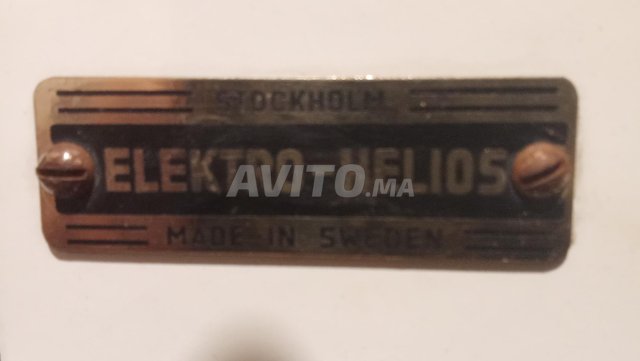 STOCKHOLM
ELEKTRO-HELIOS
AVITO.MA
MADE-IN SWEDEN